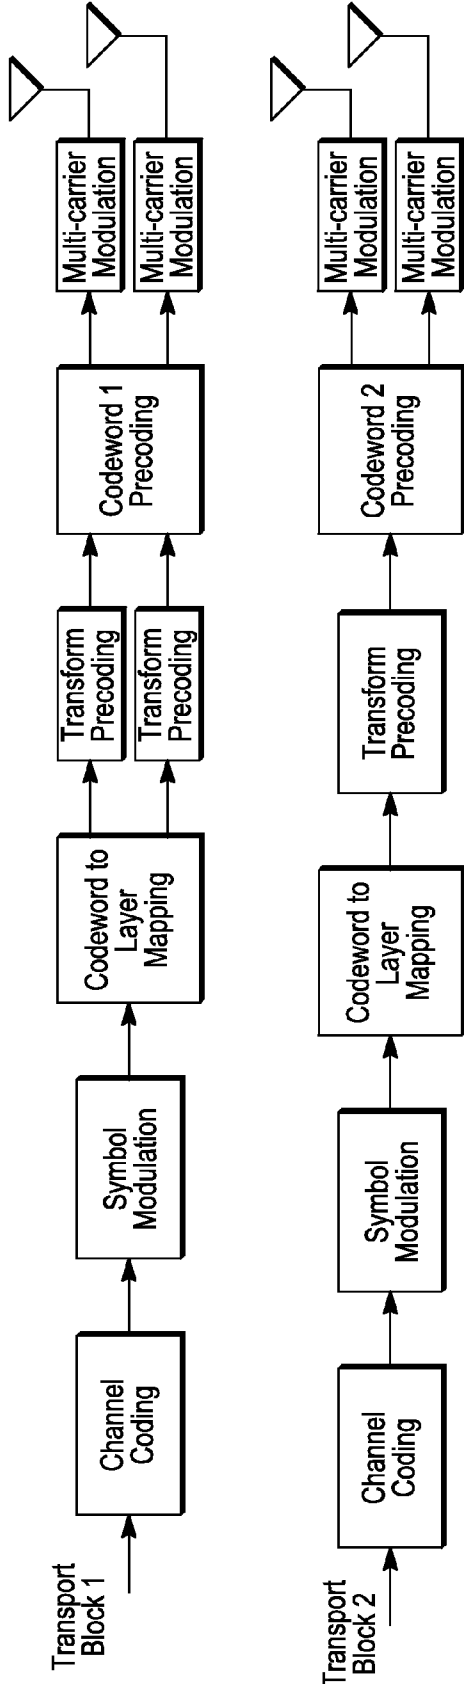 Transport
Block 1
Channel
Coding
Symbol
Modulation
Codeword to
Layer
Mapping
Transform
Precoding
Transform
Precoding
Codeword 1
Precoding
Multi-carrier
Modulation
Multi-carrier
Modulation
Transport
Block 2
Channel
Coding
Symbol
Modulation
Codeword to
Layer
Mapping
Transform
Precoding
Codeword 2
Precoding
Multi-carrier
Modulation
Multi-carrier
Modulation